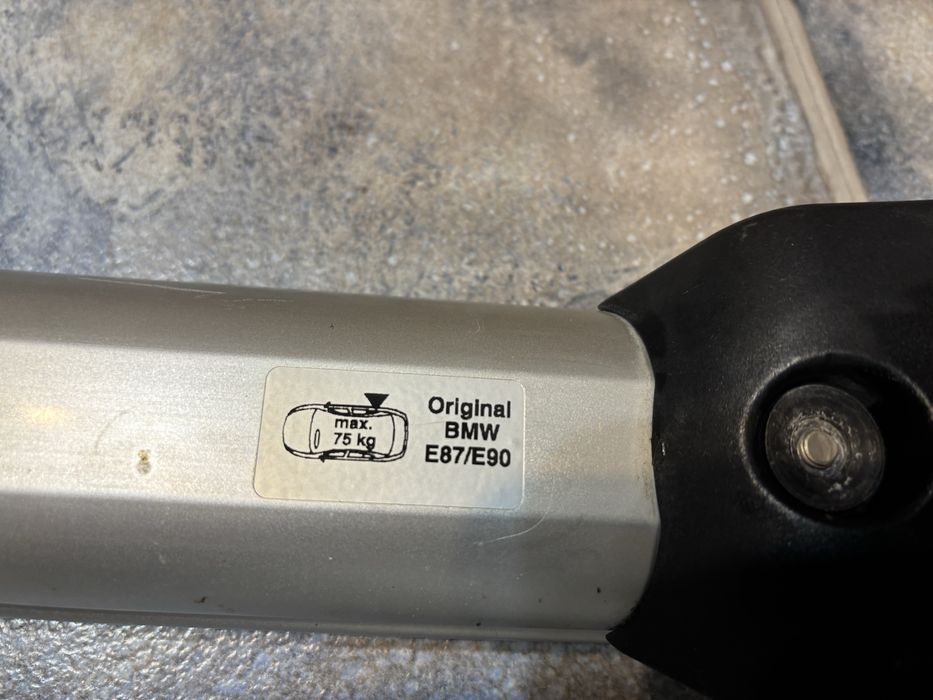 max.
75 kg
Original
BMW
E87/E90